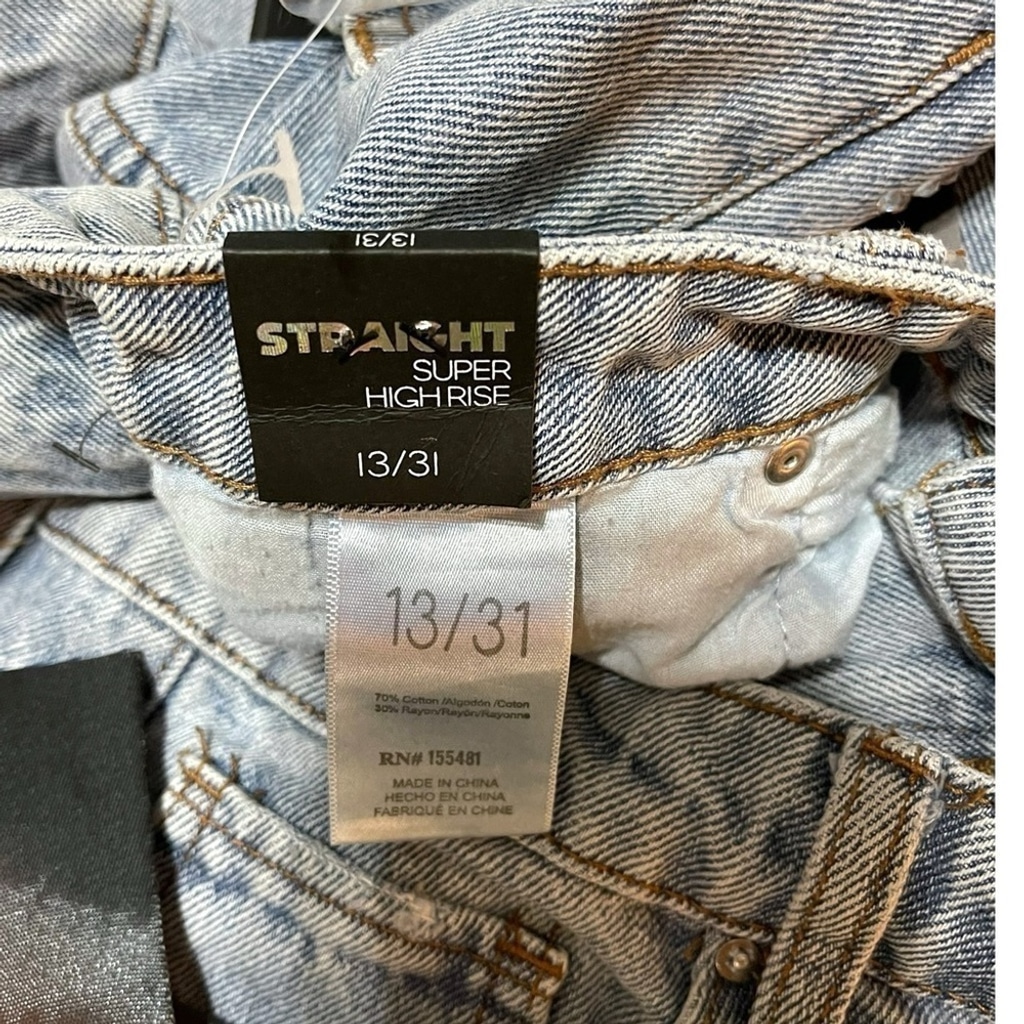 13/31
STRAIGHT
SUPER
HIGH RISE
13/31
13/31
70% Cotton /Algodón /Coton
30% Rayon/Rayón/Rayonne
RN# 155481
MADE IN CHINA
HECHO EN CHINA
FABRIQUÉ EN CHINE